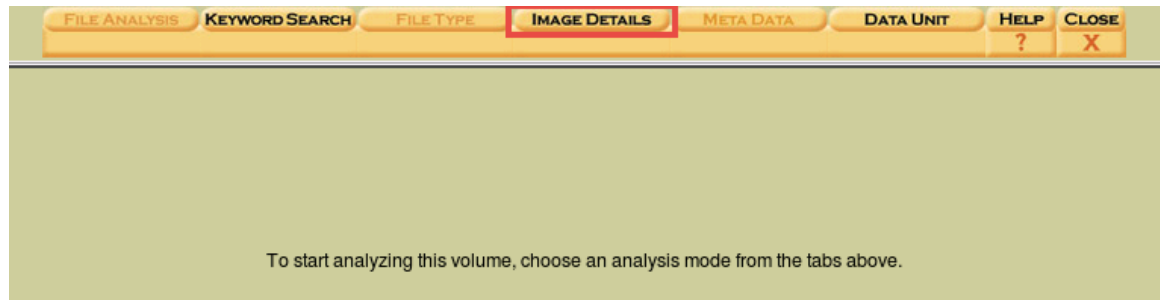 FILE ANALYSIS KEYWORD SEARCH FILE TYPE IMAGE DETAILS META DATA DATA UNIT HELP CLOSE
? X
To start analyzing this volume, choose an analysis mode from the tabs above.